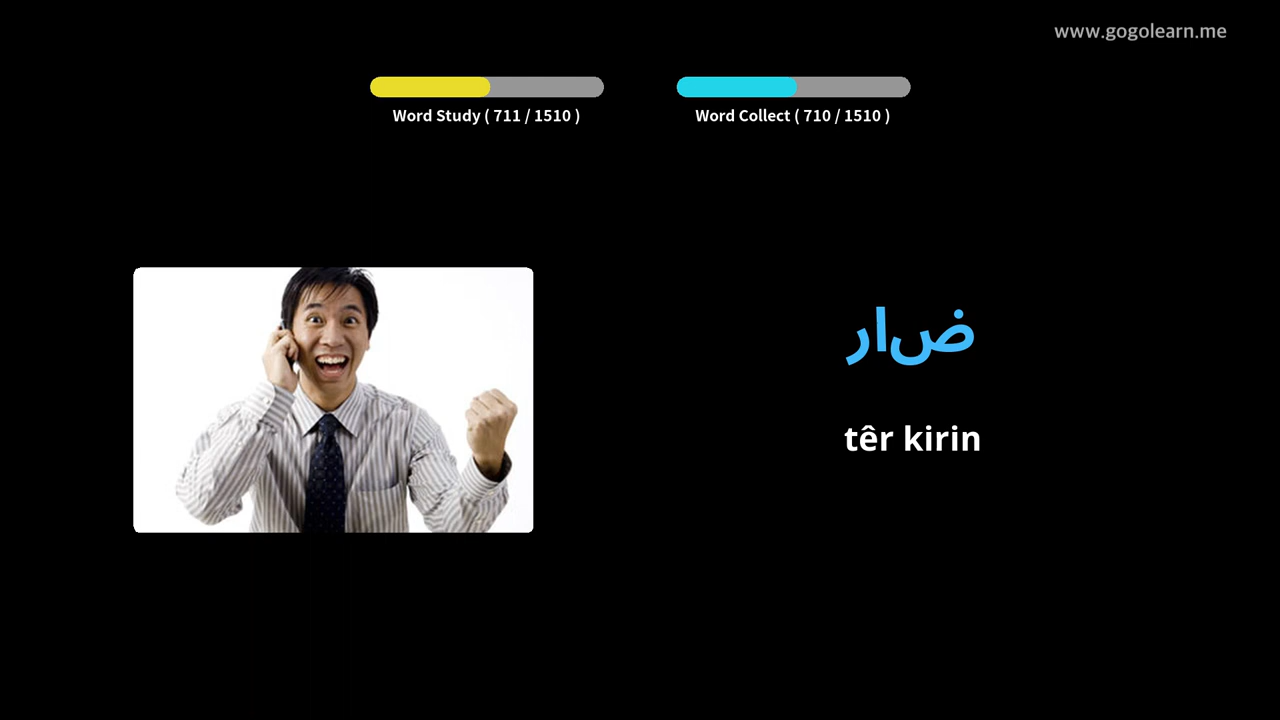 www.gogolearn.me
Word Study ( 711 / 1510 )
Word Collect ( 710 / 1510 )
ضار
têr kirin